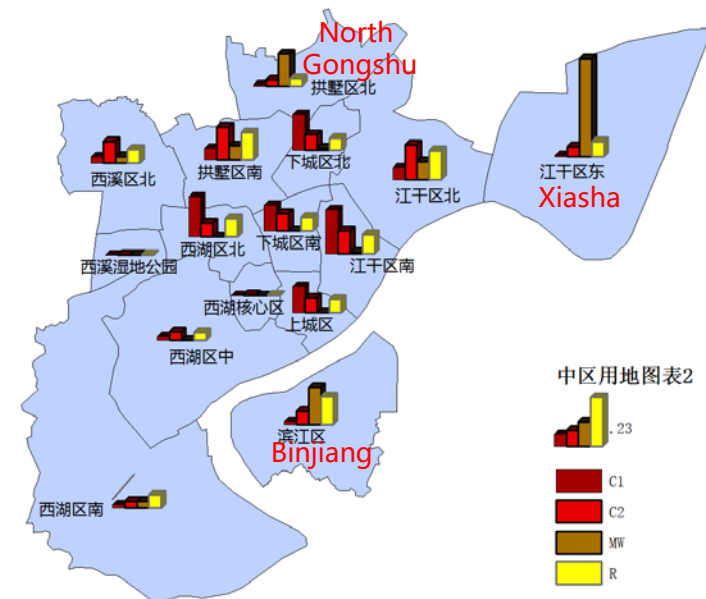 North
Gongshu
拱墅区北
下城区北
拱墅区南
西溪区北
江干区北
江干区东
Xiasha
西湖区北
下城区南
江干区南
西溪湿地公园
西湖核心区
上城区
西湖区中
滨江区
Binjiang
西湖区南
中区用地图表2
.23
C1
C2
MW
R